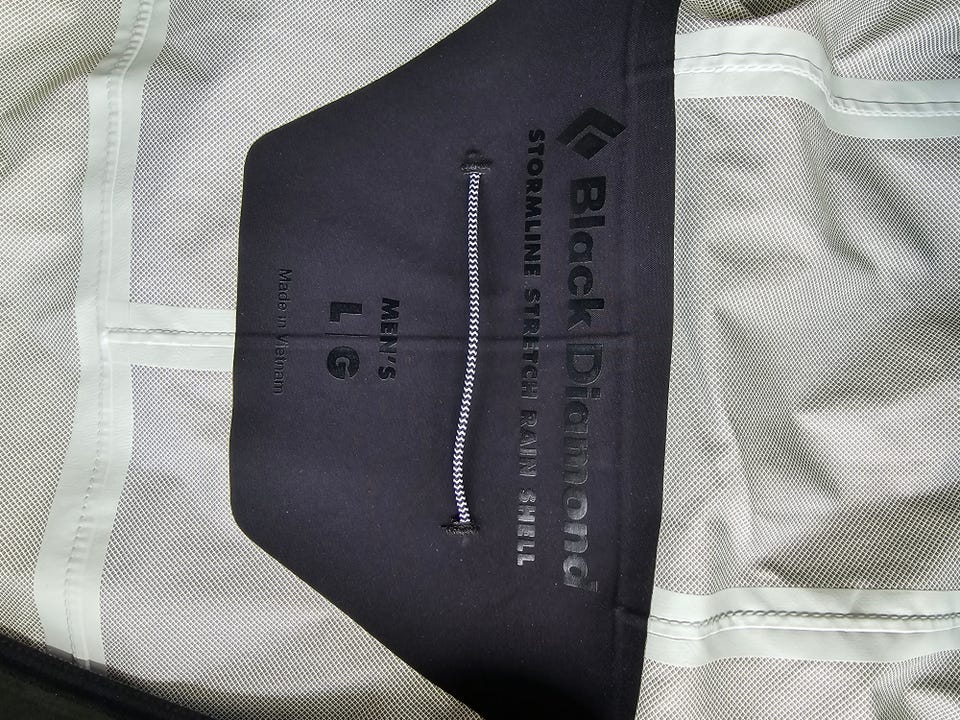 Black Diamond
STORMLINE STRETCH RAIN SHELL
MEN'S
L|G
Made in Vietnam